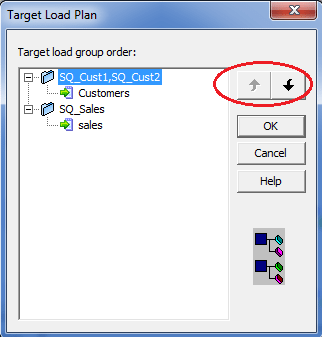 Target Load Plan
Target load group order:
SQ_Cust1,SQ_Cust2
Customers
SQ_Sales
sales
OK
Cancel
Help